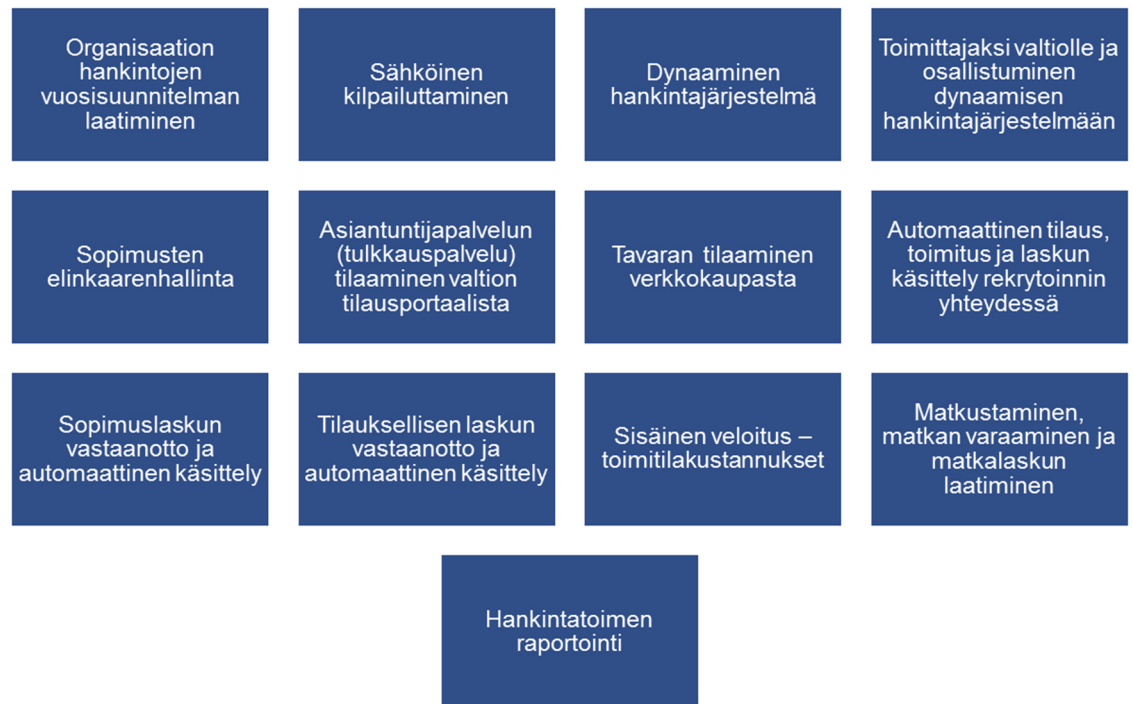 Organisaation
hankintojen
vuosisuunnitelman
laatiminen
Sähköinen
kilpailuttaminen
Dynaaminen
hankintajärjestelmä
Toimittajaksi valtiolle ja
osallistuminen
dynaamisen
hankintajärjestelmään
Sopimusten
elinkaarenhallinta
Asiantuntijapalvelun
(tulkkauspalvelu)
tilaaminen valtion
tilausportaalista
Tavaran tilaaminen
verkkokaupasta
Automaattinen tilaus,
toimitus ja laskun
käsittely rekrytoinnin
yhteydessä
Sopimuslaskun
vastaanotto ja
automaattinen käsittely
Tilauksellisen laskun
vastaanotto ja
automaattinen käsittely
Sisäinen veloitus –
toimitilakustannukset
Matkustaminen,
matkan varaaminen ja
matkalaskun
laatiminen
Hankintatoimen
raportointi